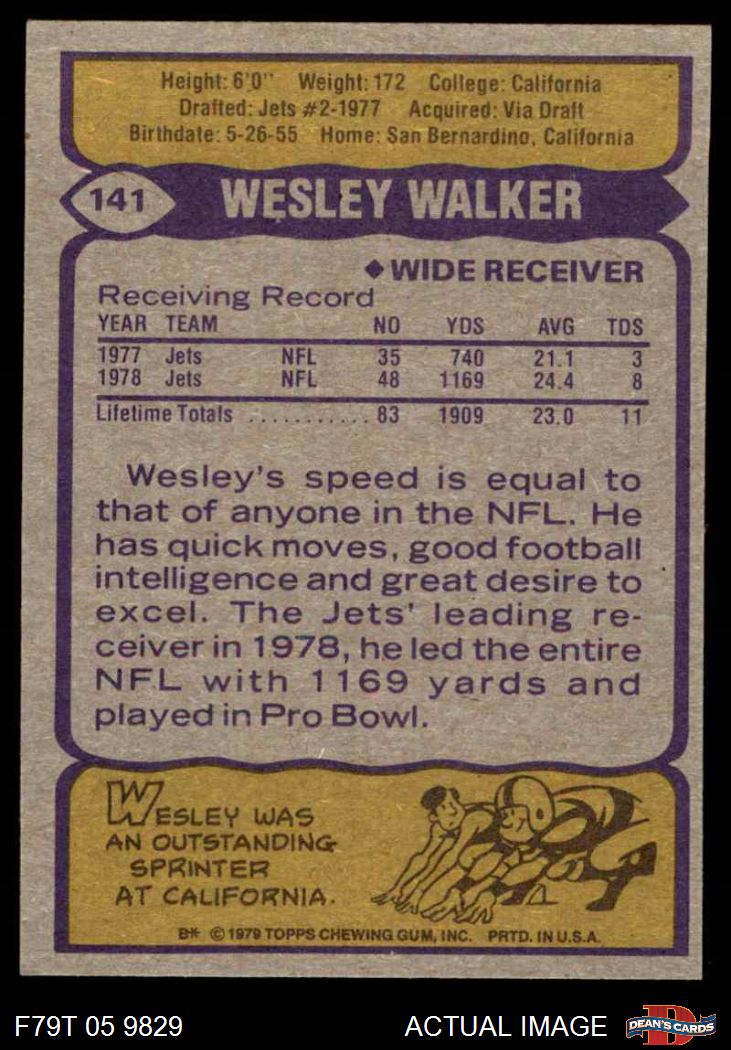 Height: 6'0" Weight: 172 College: California
Drafted: Jets #2-1977 Acquired: Via Draft
Birthdate: 5-26-55 Home: San Bernardino, California
141 WESLEY WALKER
◆ WIDE RECEIVER
Receiving Record
YEAR TEAM NO YDS AVG TDS
1977 Jets NFL 35 740 21.1 3
1978 Jets NFL 48 1169 24.4 8
Lifetime Totals ........... 83 1909 23.0 11
Wesley's speed is equal to
that of anyone in the NFL. He
has quick moves, good football
intelligence and great desire to
excel. The Jets' leading re-
ceiver in 1978, he led the entire
NFL with 1169 yards and
played in Pro Bowl.
WESLEY WAS
AN OUTSTANDING
SPRINTER
AT CALIFORNIA.
B* © 1979 TOPPS CHEWING GUM, INC. PRTD. IN U.S.A.
F79T 05 9829 ACTUAL IMAGE D DEAN'S CARDS